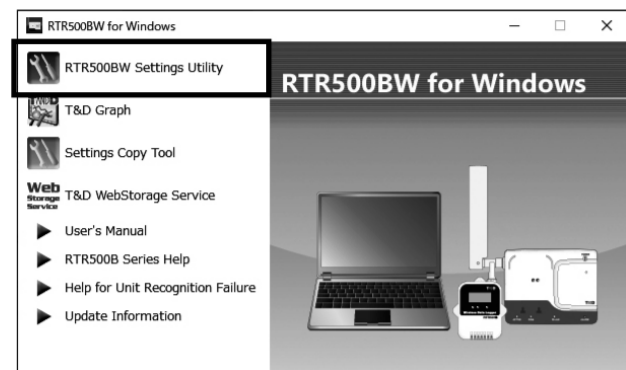 RTR500BW for Windows
RTR500BW Settings Utility
RTR500BW for Windows
T&D Graph
Settings Copy Tool
Web
Storage
Service
T&D WebStorage Service
User's Manual
RTR500B Series Help
Help for Unit Recognition Failure
Update Information